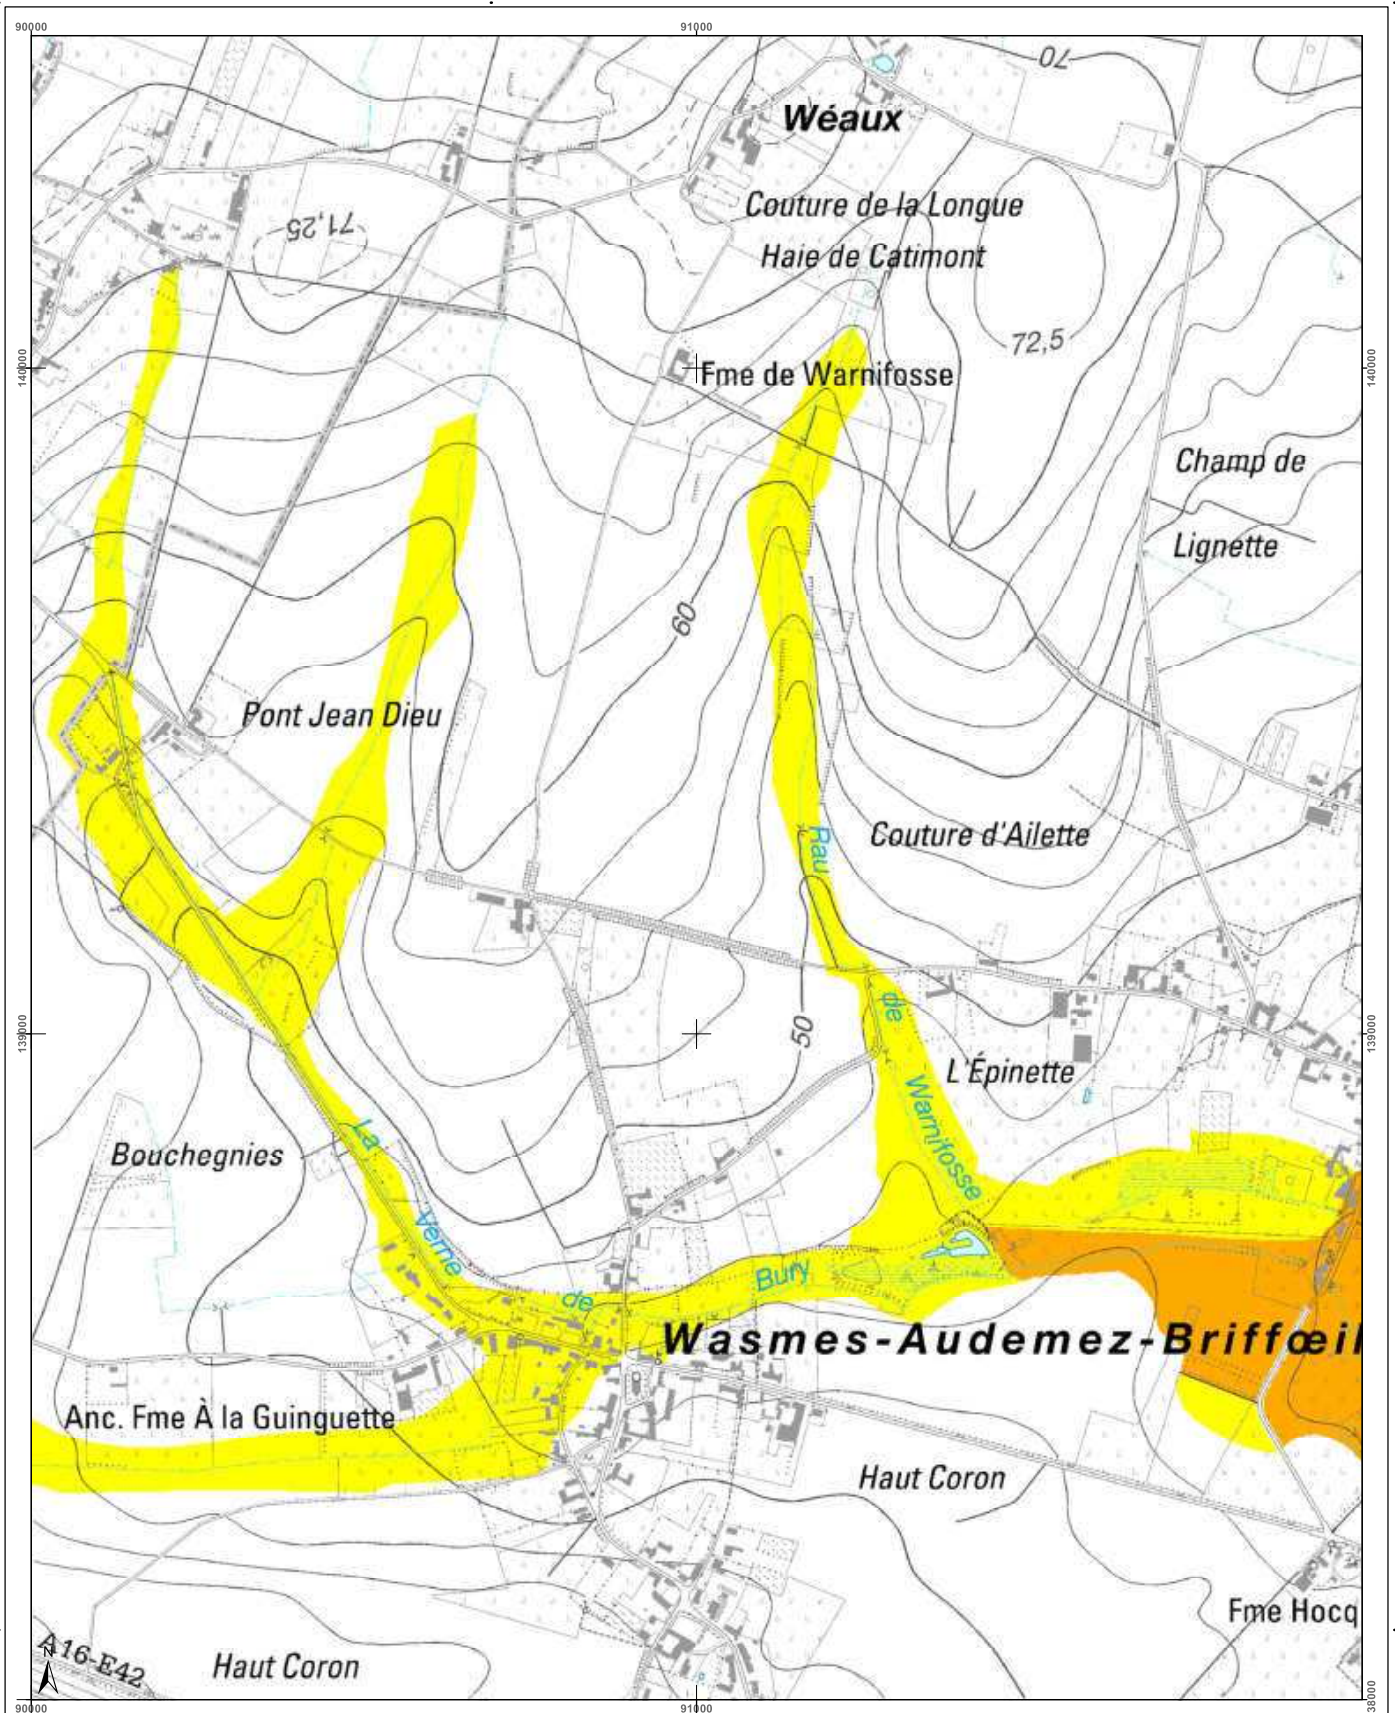 90000
91000
70
Wéaux
Couture de la Longue
71,25
Haie de Catimont
72,5
140000
140000
Fme de Warnifosse
Champ de
Lignette
60
Pont Jean Dieu
Rau
Couture d'Ailette
de
50
139000
139000
L'Épinette
Warnifosse
La
Bouchegnies
Verne
Bury
de
Wasmes-Audemez-Briffœil
Anc. Fme À la Guinguette
Haut Coron
Fme Hocq
A16-E42
N
Haut Coron
90000
91000
38000